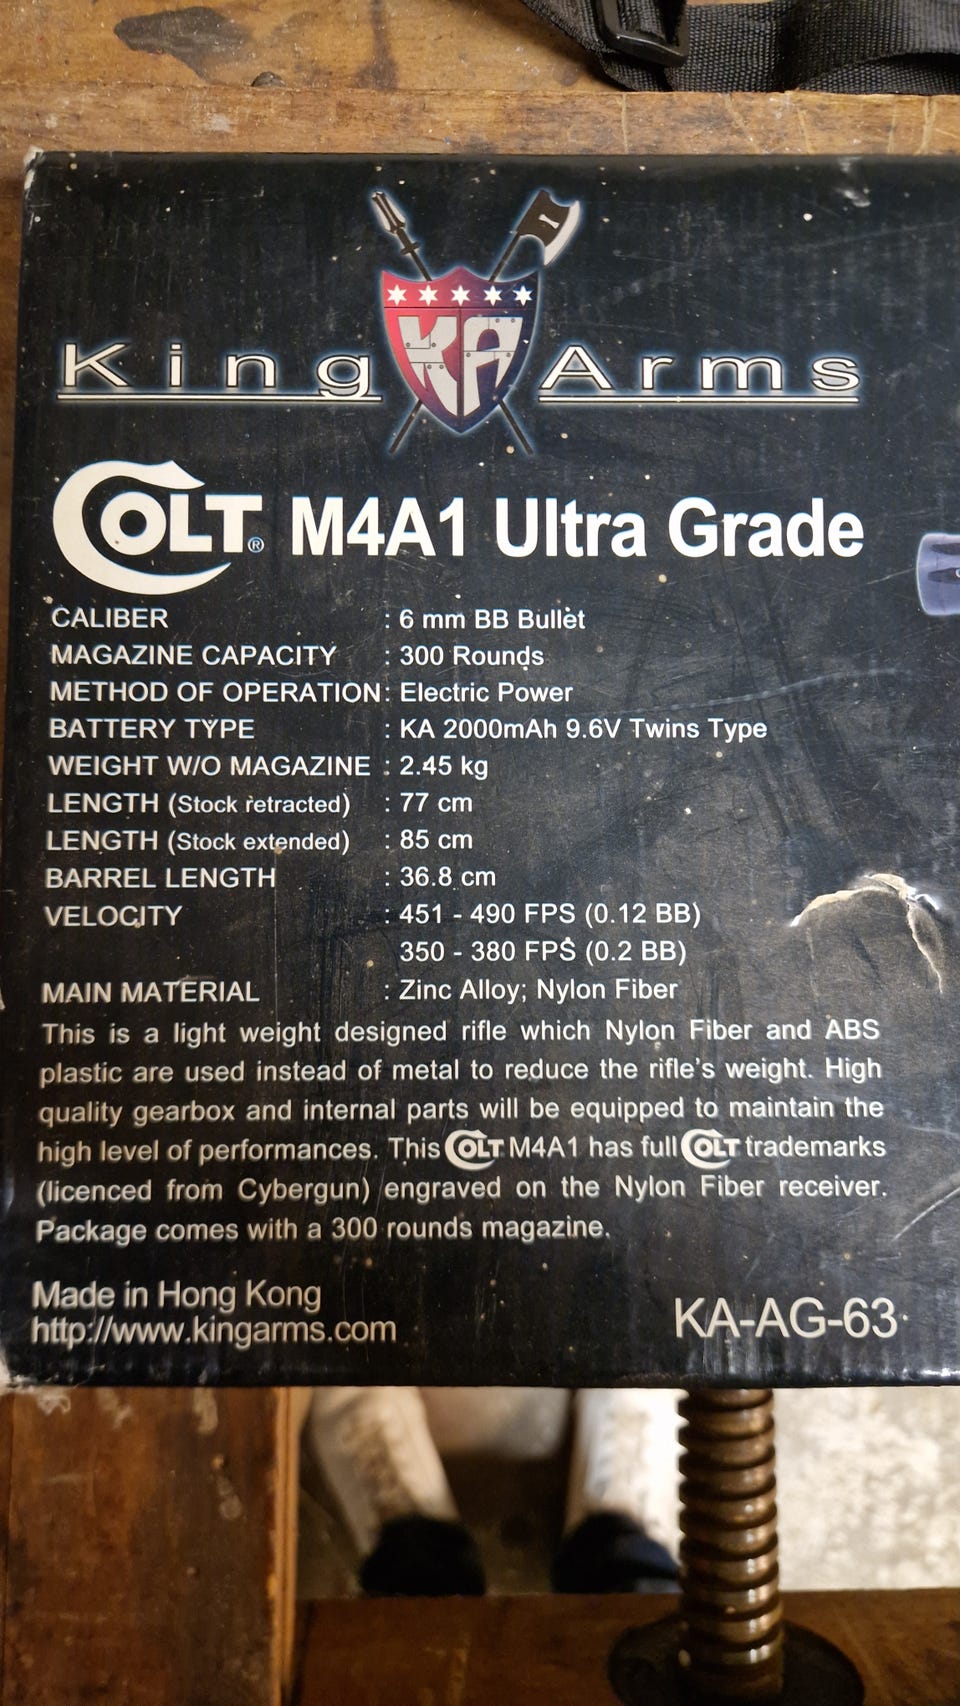 King KA Arms
COLT® M4A1 Ultra Grade
CALIBER : 6 mm BB Bullet
MAGAZINE CAPACITY : 300 Rounds
METHOD OF OPERATION : Electric Power
BATTERY TYPE : KA 2000mAh 9.6V Twins Type
WEIGHT W/O MAGAZINE : 2.45 kg
LENGTH (Stock retracted) : 77 cm
LENGTH (Stock extended) : 85 cm
BARREL LENGTH : 36.8 cm
VELOCITY : 451 - 490 FPS (0.12 BB)
350 - 380 FPS (0.2 BB)
MAIN MATERIAL : Zinc Alloy; Nylon Fiber
This is a light weight designed rifle which Nylon Fiber and ABS
plastic are used instead of metal to reduce the rifle's weight. High
quality gearbox and internal parts will be equipped to maintain the
high level of performances. This COLT M4A1 has full COLT trademarks
(licenced from Cybergun) engraved on the Nylon Fiber receiver.
Package comes with a 300 rounds magazine.
Made in Hong Kong
http://www.kingarms.com
KA-AG-63